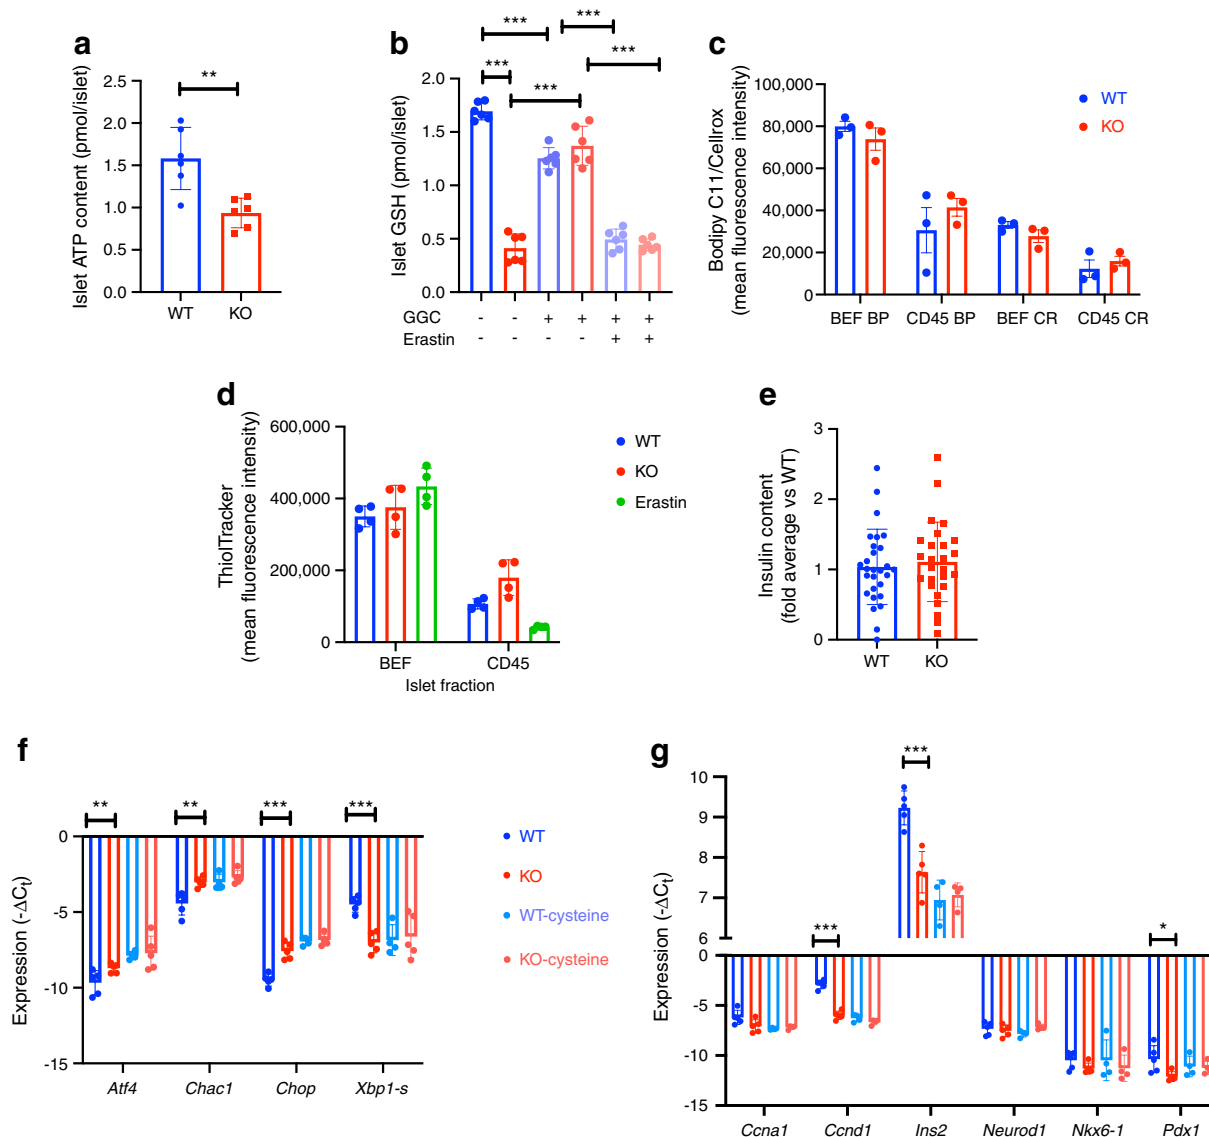 a
Islet ATP content (pmol/islet)
2.5
2.0
1.5
1.0
0.5
0.0
**
WT
KO
b
Islet GSH (pmol/islet)
2.0
1.5
1.0
0.5
0.0
***
***
***
***
***
GGC - - + + + +
Erastin - - - - + +
c
Bodipy C11/Cellrox
(mean fluorescence intensity)
100,000
80,000
60,000
40,000
20,000
0
WT
KO
BEF BP
CD45 BP
BEF CR
CD45 CR
d
ThiolTracker
(mean fluorescence intensity)
600,000
400,000
200,000
0
WT
KO
Erastin
BEF
CD45
Islet fraction
e
Insulin content
(fold average vs WT)
3
2
1
0
WT
KO
f
Expression (-ΔCt)
0
-5
-10
-15
**
**
***
***
Atf4
Chac1
Chop
Xbp1-s
WT
KO
WT-cysteine
KO-cysteine
g
Expression (-ΔCt)
10
9
8
7
6
0
-5
-10
-15
***
***
*
Ccna1
Ccnd1
Ins2
Neurod1
Nkx6-1
Pdx1